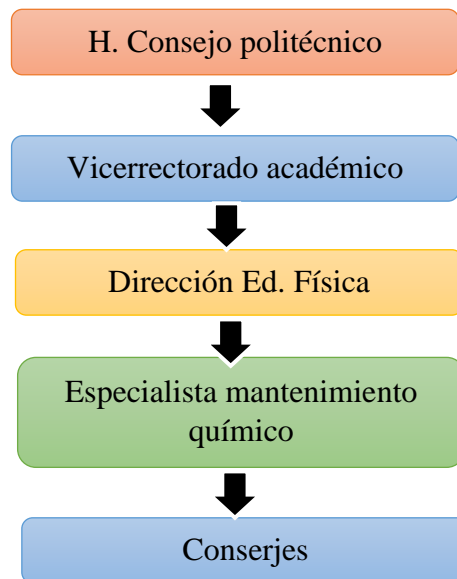 H. Consejo politécnico
Vicerrectorado académico
Dirección Ed. Física
Especialista mantenimiento
químico
Conserjes